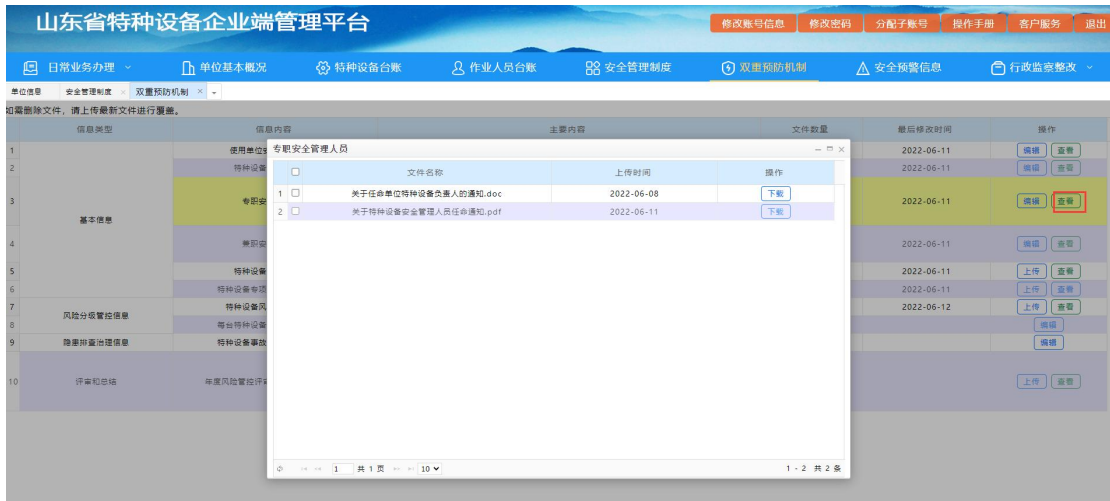 山东省特种设备企业端管理平台
修改账号信息 修改密码 分配子账号 操作手册 客户服务 退出
日常业务办理 单位基本概况 特种设备台账 作业人员台账 安全管理制度 双重预防机制 安全预警信息 行政监察整改
单位信息 安全管理制度 × 双重预防机制 ×
如需删除文件，请上传最新文件进行覆盖。
信息类型 信息内容 主要内容 文件数量 最后修改时间 操作
1 使用单位安 2022-06-11 编辑 查看
专职安全管理人员
2 特种设备 2022-06-11 编辑 查看
文件名称 上传时间 操作
1 关于任命单位特种设备负责人的通知.doc 2022-06-08 下载
3 专职安 2022-06-11 编辑 查看
2 关于特种设备安全管理人员任命通知.pdf 2022-06-11 下载
基本信息
4 兼职安 2022-06-11 编辑 查看
5 特种设备 2022-06-11 上传 查看
6 特种设备专项 2022-06-11 上传 查看
7 特种设备风 2022-06-12 上传 查看
风险分级管控信息
8 每台特种设备 编辑
9 隐患排查治理信息 特种设备事故 编辑
10 评审和总结 年度风险管控评审 上传 查看
1 共 1 页 10 1 - 2 共 2 条